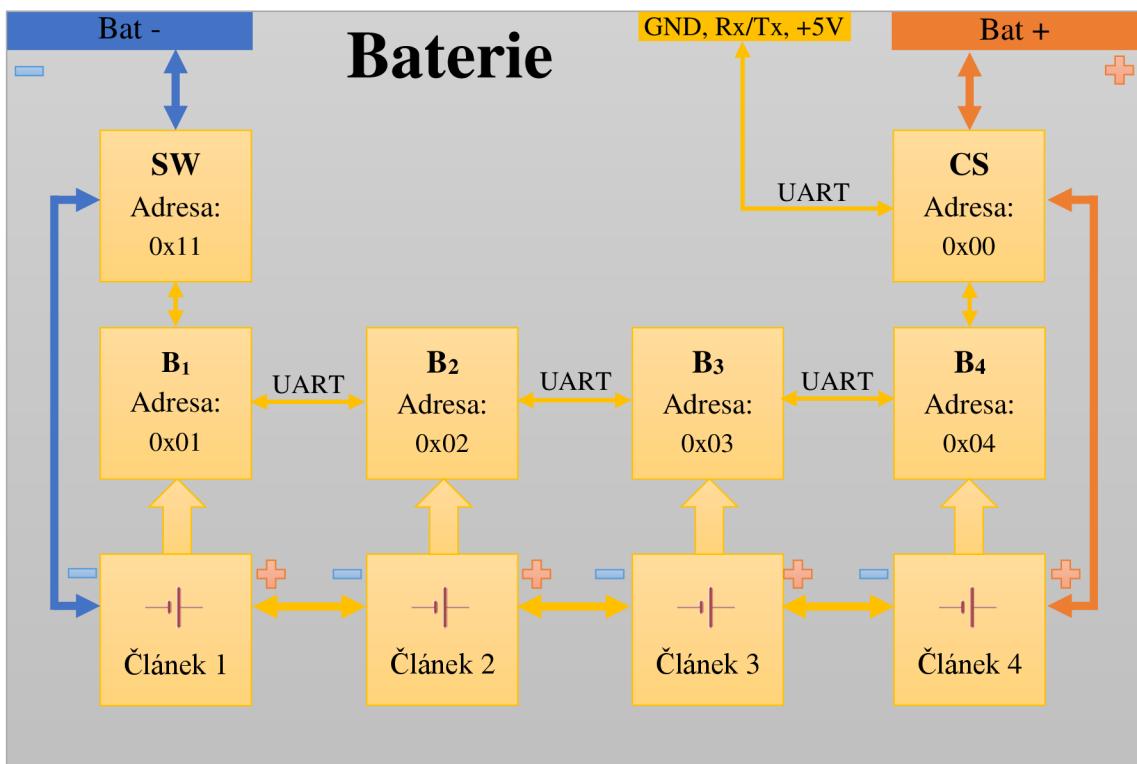 Bat -
GND, Rx/Tx, +5V
Bat +
Baterie
SW
Adresa:
0x11
UART
CS
Adresa:
0x00
B₁
Adresa:
0x01
UART
B₂
Adresa:
0x02
UART
B₃
Adresa:
0x03
UART
B₄
Adresa:
0x04
Článek 1
Článek 2
Článek 3
Článek 4